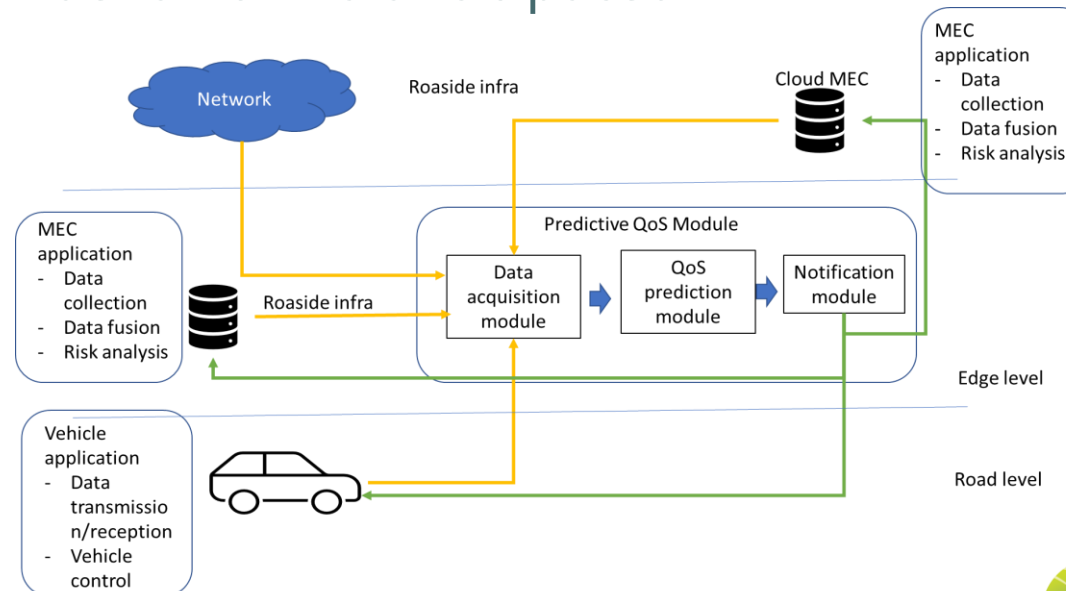 MEC
application
- Data
collection
- Data fusion
- Risk analysis
Cloud MEC
Roaside infra
Network
Predictive QoS Module
MEC
application
- Data
collection
- Data fusion
- Risk analysis
Roaside infra
Data
acquisition
module
QoS
prediction
module
Notification
module
Edge level
Vehicle
application
- Data
transmissio
n/reception
- Vehicle
control
Road level